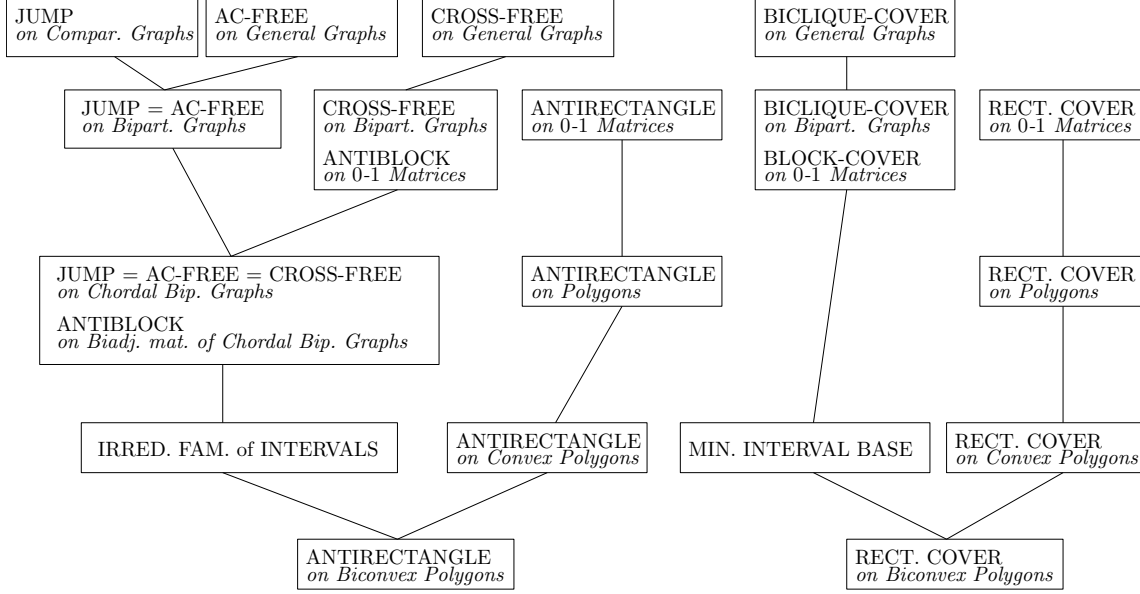 JUMP
on Compar. Graphs
AC-FREE
on General Graphs
CROSS-FREE
on General Graphs
BICLIQUE-COVER
on General Graphs
JUMP = AC-FREE
on Bipart. Graphs
CROSS-FREE
on Bipart. Graphs
ANTIBLOCK
on 0-1 Matrices
ANTIRECTANGLE
on 0-1 Matrices
BICLIQUE-COVER
on Bipart. Graphs
BLOCK-COVER
on 0-1 Matrices
RECT. COVER
on 0-1 Matrices
JUMP = AC-FREE = CROSS-FREE
on Chordal Bip. Graphs
ANTIBLOCK
on Biadj. mat. of Chordal Bip. Graphs
ANTIRECTANGLE
on Polygons
RECT. COVER
on Polygons
IRRED. FAM. of INTERVALS
ANTIRECTANGLE
on Convex Polygons
MIN. INTERVAL BASE
RECT. COVER
on Convex Polygons
ANTIRECTANGLE
on Biconvex Polygons
RECT. COVER
on Biconvex Polygons